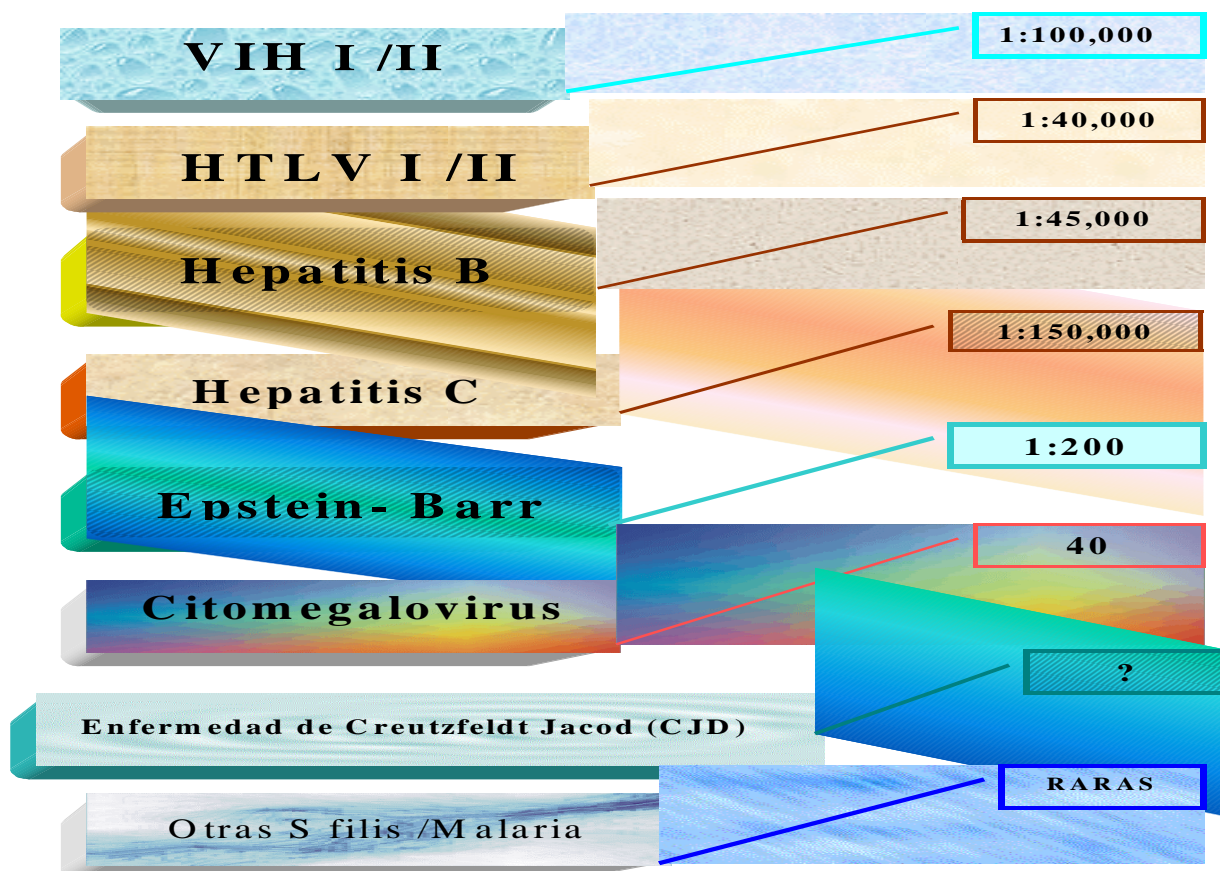 VIH I /II
1:100,000
HTLV I /II
1:40,000
Hepatitis B
1:45,000
Hepatitis C
1:150,000
Epstein- Barr
1:200
Citomegalovirus
40
Enfermedad de Creutzfeldt Jacod (CJD)
?
Otras S filis /Malaria
RARAS